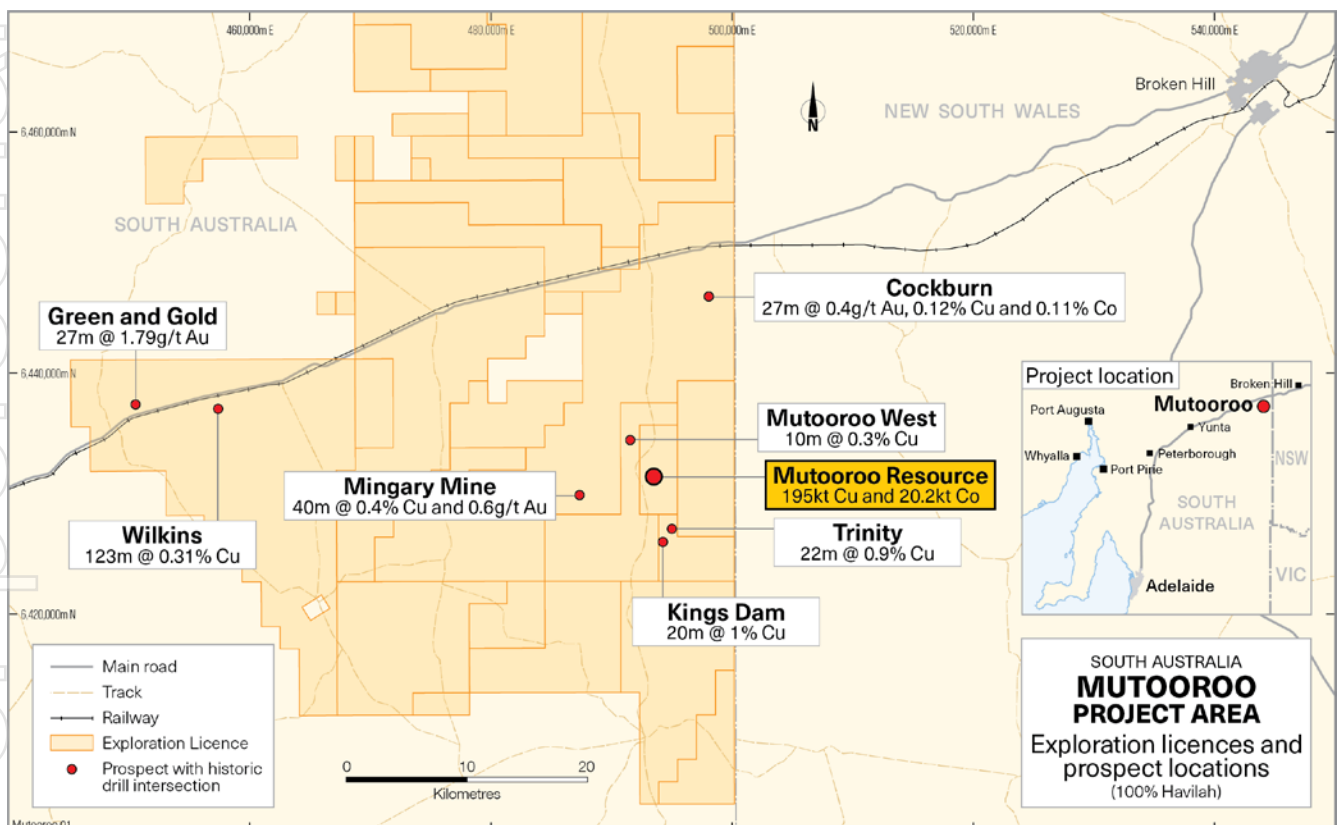 460,000m E
480,000m E
500,000m E
520,000m E
540,000m E
Broken Hill
NEW SOUTH WALES
N
6,460,000m N
SOUTH AUSTRALIA
Cockburn
27m @ 0.4g/t Au, 0.12% Cu and 0.11% Co
Green and Gold
27m @ 1.79g/t Au
6,440,000m N
Mutooroo West
10m @ 0.3% Cu
Mutooroo Resource
195kt Cu and 20.2kt Co
Mingary Mine
40m @ 0.4% Cu and 0.6g/t Au
Wilkins
123m @ 0.31% Cu
Trinity
22m @ 0.9% Cu
Kings Dam
20m @ 1% Cu
6,420,000m N
Project location
Broken Hill
Mutooroo
Port Augusta
Yunta
Whyalla
Peterborough
Port Pirie
NSW
SOUTH
AUSTRALIA
VIC
Adelaide
Main road
Track
Railway
Exploration Licence
Prospect with historic
drill intersection
0 10 20
Kilometres
SOUTH AUSTRALIA
MUTOOROO
PROJECT AREA
Exploration licences and
prospect locations
(100% Havilah)